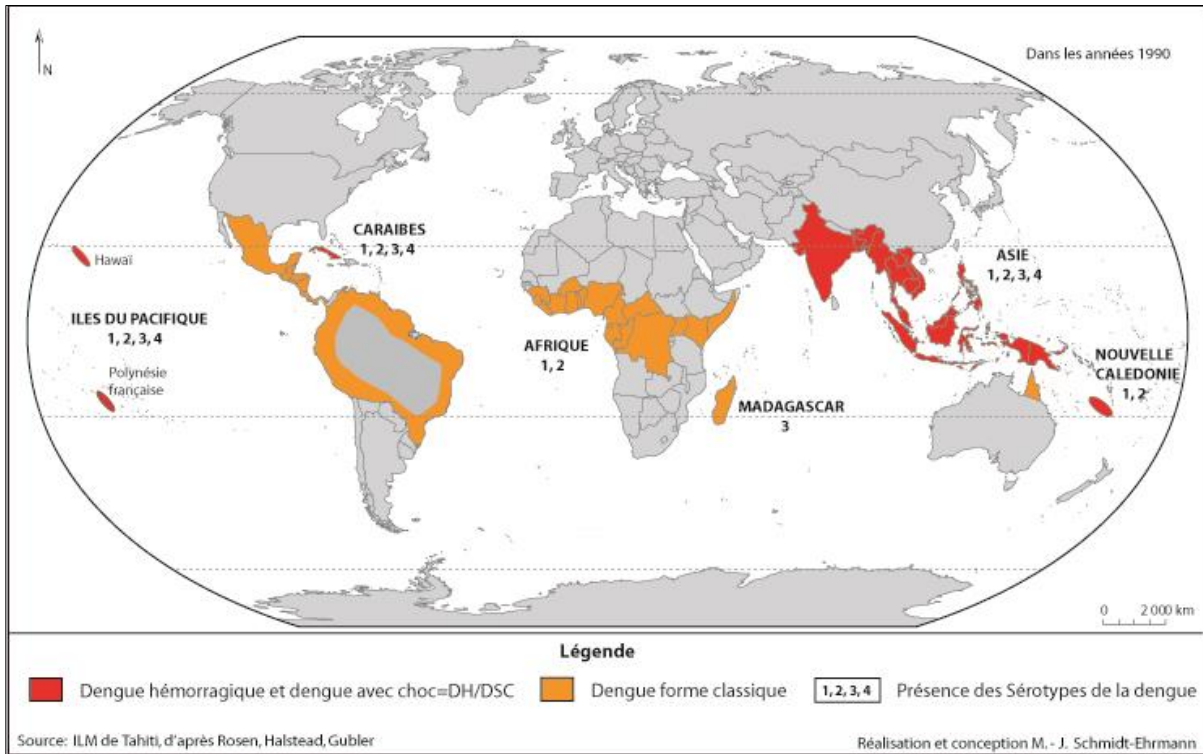 N
Dans les années 1990
CARAIBES
1, 2, 3, 4
Hawaï
ASIE
1, 2, 3, 4
ILES DU PACIFIQUE
1, 2, 3, 4
AFRIQUE
1, 2
NOUVELLE
CALEDONIE
1, 2
Polynésie
française
MADAGASCAR
3
0 2 000 km
Légende
Dengue hémorragique et dengue avec choc=DH/DSC
Dengue forme classique
1, 2, 3, 4 Présence des Sérotypes de la dengue
Source: ILM de Tahiti, d'après Rosen, Halstead, Gubler
Réalisation et conception M.- J. Schmidt-Ehrmann